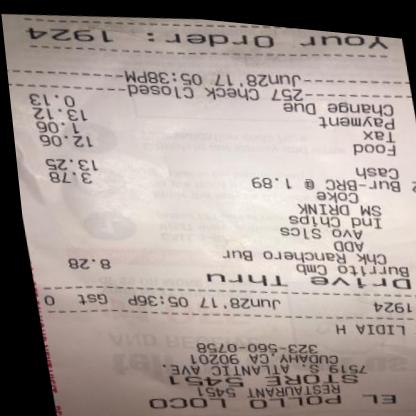 EL POLLO LOCO
RESTAURANT 5451
STORE 5451
7519 S. ATLANTIC AVE.
CUDAHY,CA. 90201
323-560-0758
LIDIA H
1924 Jun28'17 05:36P Gst 0
Drive Thru
Burrito Cmb 8.28
Chk Ranchero Bur
ADD
Avo Slcs
Ind Chips
SM DRINK
Coke
2 Bur-BRC @ 1.89 3.78
Cash 13.25
Food 12.06
Tax 1.06
Payment 13.12
Change Due 0.13
257 Check Closed
Jun28'17 05:38PM
Your Order: 1924